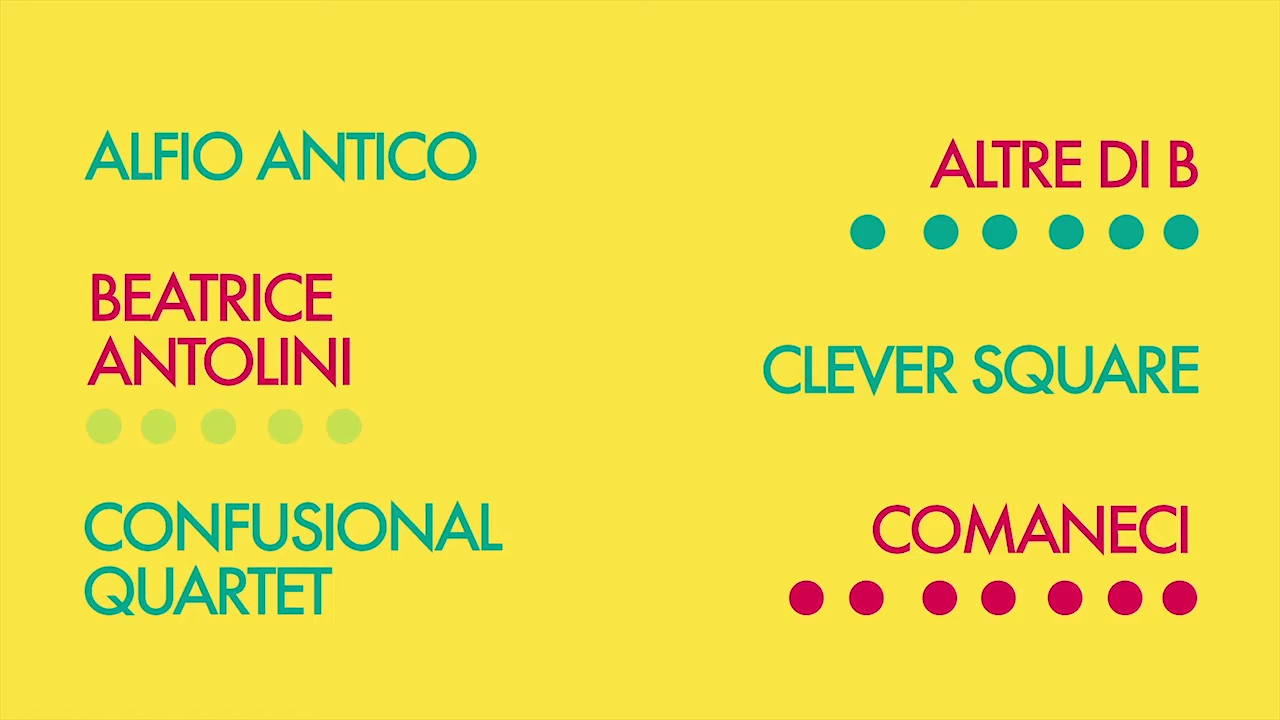 ALFIO ANTICO
BEATRICE
ANTOLINI
CONFUSIONAL
QUARTET
ALTRE DI B
CLEVER SQUARE
COMANECI